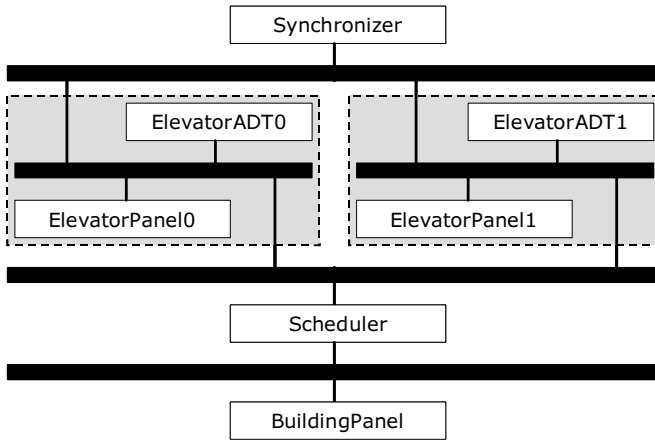 Synchronizer
ElevatorADT0
ElevatorADT1
ElevatorPanel0
ElevatorPanel1
Scheduler
BuildingPanel